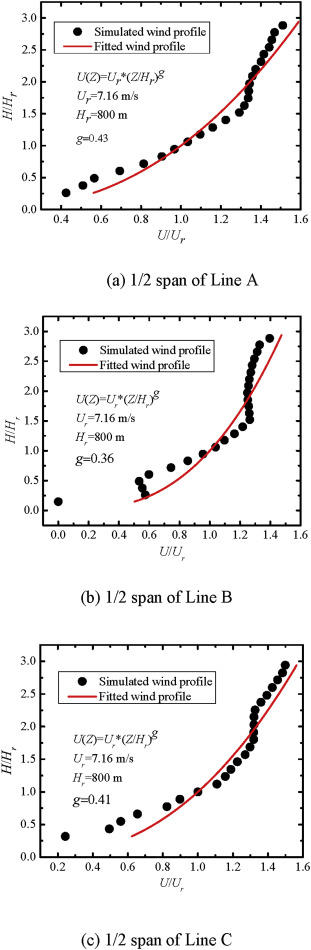 H/Hr
3.0
2.5
2.0
1.5
1.0
0.5
0.0
Simulated wind profile
Fitted wind profile
U(Z)=Ur*(Z/Hr)g
Ur=7.16 m/s
Hr=800 m
g=0.43
0.4 0.6 0.8 1.0 1.2 1.4 1.6
U/Ur
(a) 1/2 span of Line A
H/Hr
3.0
2.5
2.0
1.5
1.0
0.5
0.0
Simulated wind profile
Fitted wind profile
U(Z)=Ur*(Z/Hr)g
Ur=7.16 m/s
Hr=800 m
g=0.36
0.0 0.2 0.4 0.6 0.8 1.0 1.2 1.4 1.6
U/Ur
(b) 1/2 span of Line B
H/Hr
3.0
2.5
2.0
1.5
1.0
0.5
0.0
Simulated wind profile
Fitted wind profile
U(Z)=Ur*(Z/Hr)g
Ur=7.16 m/s
Hr=800 m
g=0.41
0.2 0.4 0.6 0.8 1.0 1.2 1.4 1.6
U/Ur
(c) 1/2 span of Line C